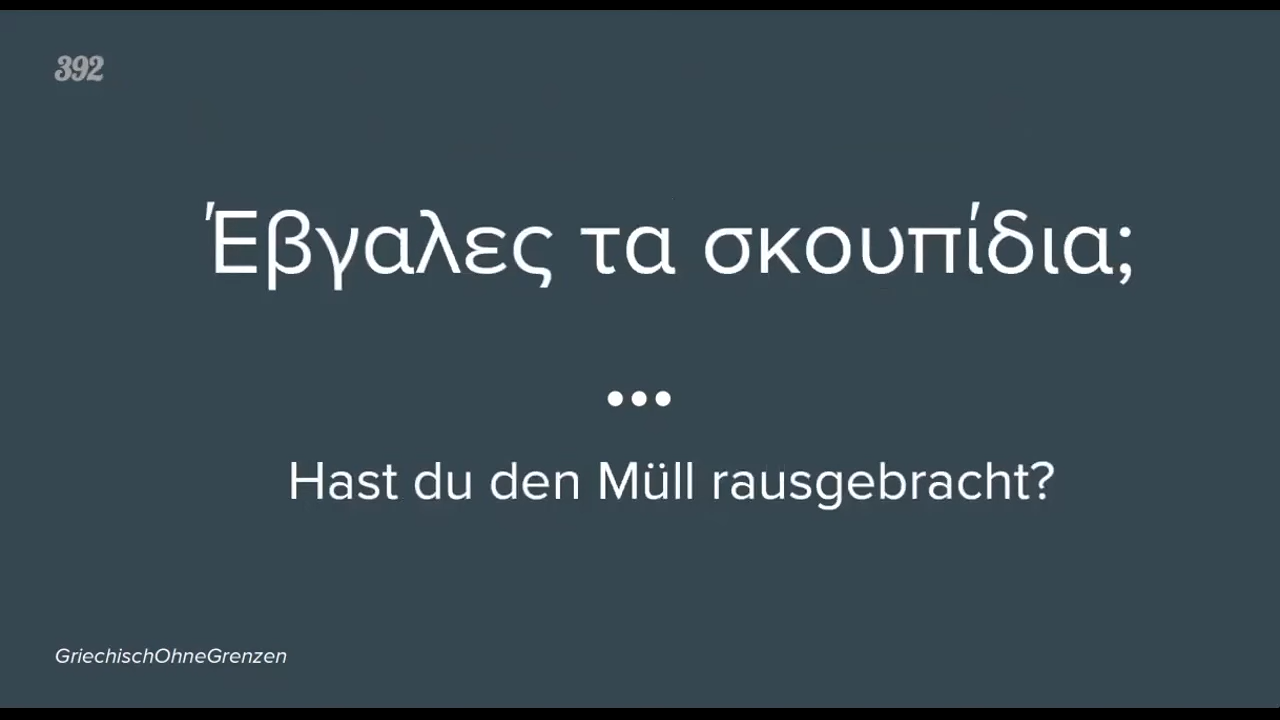 392
Έβγαλες τα σκουπίδια;
•••
Hast du den Müll rausgebracht?
GriechischOhneGrenzen